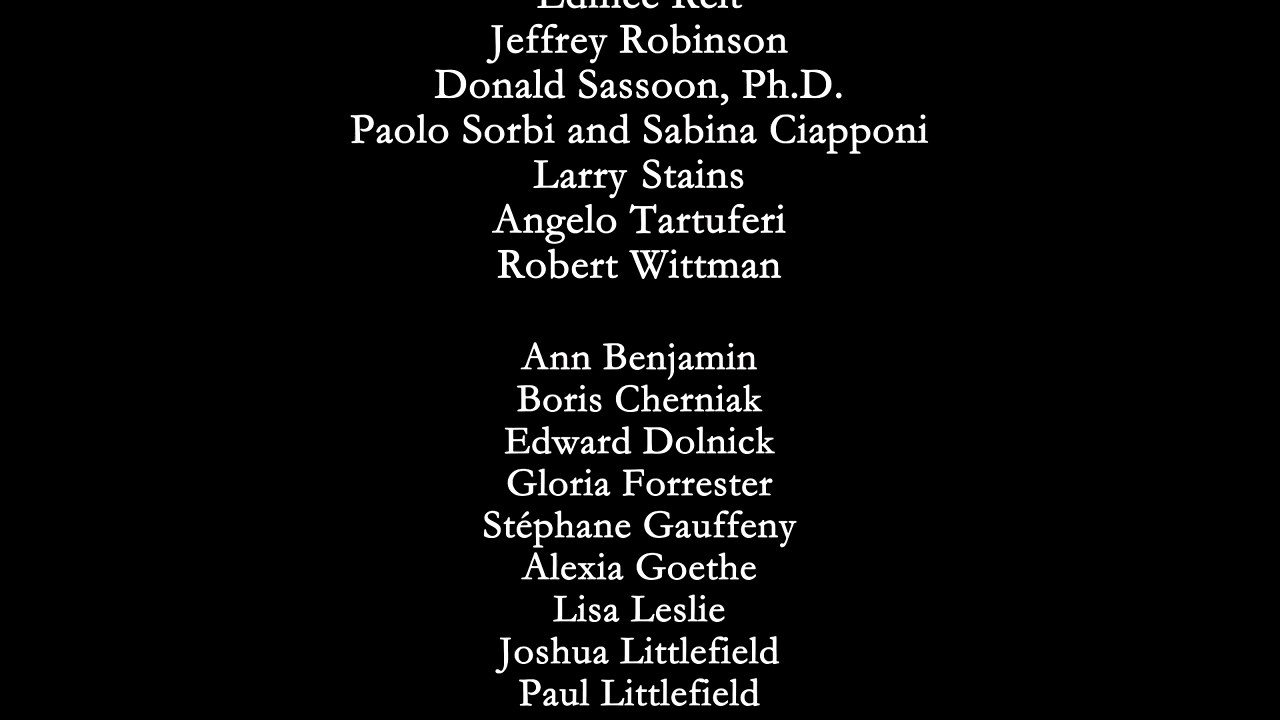 Jeffrey Robinson
Donald Sassoon, Ph.D.
Paolo Sorbi and Sabina Ciapponi
Larry Stains
Angelo Tartuferi
Robert Wittman
Ann Benjamin
Boris Cherniak
Edward Dolnick
Gloria Forrester
Stéphane Gauffeny
Alexia Goethe
Lisa Leslie
Joshua Littlefield
Paul Littlefield